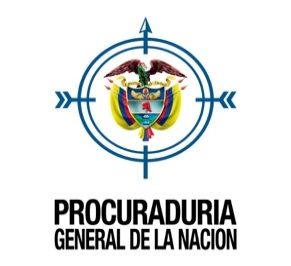 PROCURADURIA
GENERAL DE LA NACION